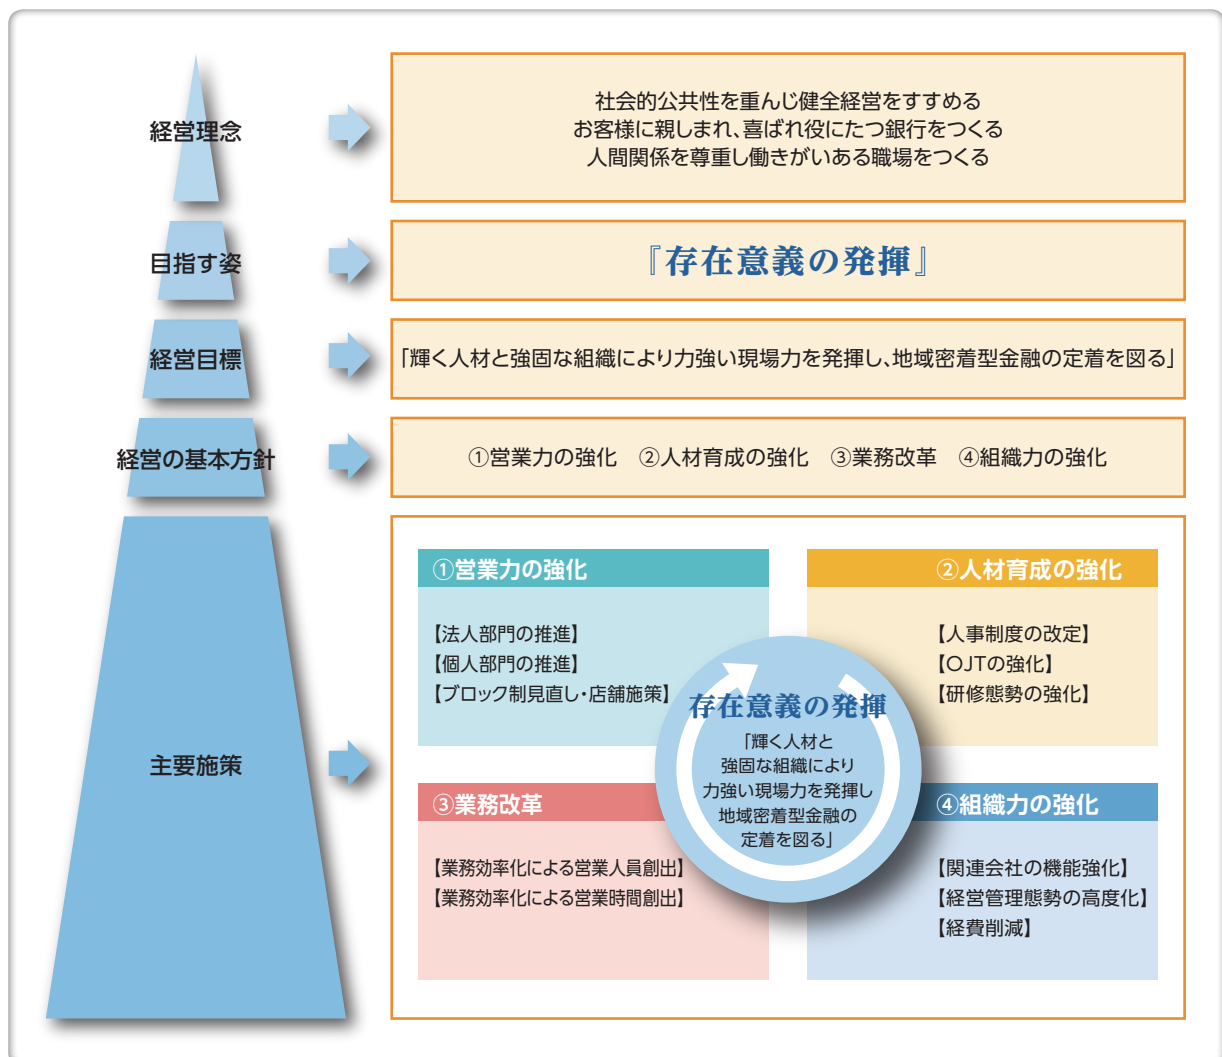 経営理念
社会的公共性を重んじ健全経営をすすめる
お客様に親しまれ、喜ばれ役にたつ銀行をつくる
人間関係を尊重し働きがいある職場をつくる
目指す姿
『存在意義の発揮』
経営目標
「輝く人材と強固な組織により力強い現場力を発揮し、地域密着型金融の定着を図る」
経営の基本方針
①営業力の強化　②人材育成の強化　③業務改革　④組織力の強化
主要施策
①営業力の強化
【法人部門の推進】
【個人部門の推進】
【ブロック制見直し・店舗施策】
②人材育成の強化
【人事制度の改定】
【OJTの強化】
【研修態勢の強化】
存在意義の発揮
「輝く人材と
強固な組織により
力強い現場力を発揮し
地域密着型金融の
定着を図る」
③業務改革
【業務効率化による営業人員創出】
【業務効率化による営業時間創出】
④組織力の強化
【関連会社の機能強化】
【経営管理態勢の高度化】
【経費削減】